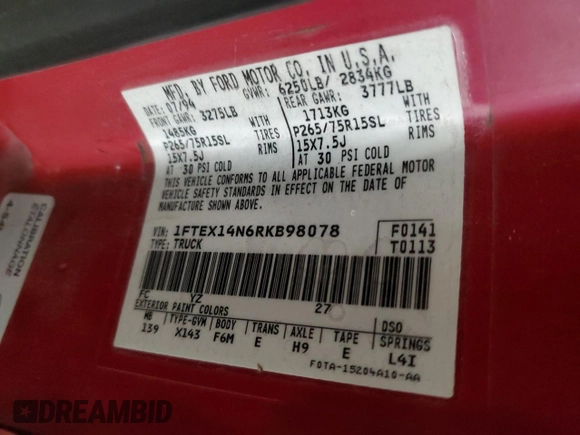 MFD. BY FORD MOTOR CO. IN U.S.A.
DATE: 07/94 GVWR: 6250LB/ 2834KG
FRONT GAWR: 3275LB REAR GAWR: 3777LB
1485KG WITH 1713KG WITH
P265/75R15SL TIRES P265/75R15SL TIRES
15X7.5J RIMS 15X7.5J RIMS
AT 30 PSI COLD AT 30 PSI COLD
THIS VEHICLE CONFORMS TO ALL APPLICABLE FEDERAL MOTOR
VEHICLE SAFETY STANDARDS IN EFFECT ON THE DATE OF
MANUFACTURE SHOWN ABOVE.
VIN: 1FTEX14N6RKB98078 F0141
TYPE: TRUCK T0113
FC YZ 27
EXTERIOR PAINT COLORS DSO
WB TYPE-GVW BODY TRANS AXLE TAPE SPRINGS
139 X143 F6M E H9 E L4I
F0TA-15204A10-AA
CALIBRATION
ETALONNAGE
DREAMBID